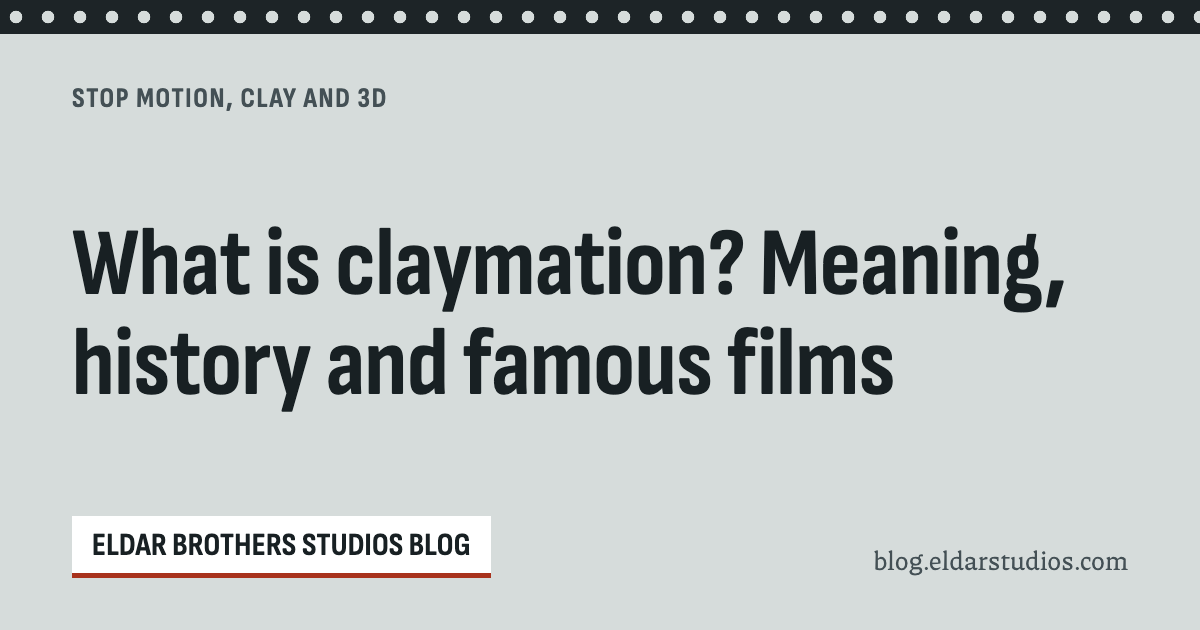 STOP MOTION, CLAY AND 3D
What is claymation? Meaning,
history and famous films
ELDAR BROTHERS STUDIOS BLOG
blog.eldarstudios.com